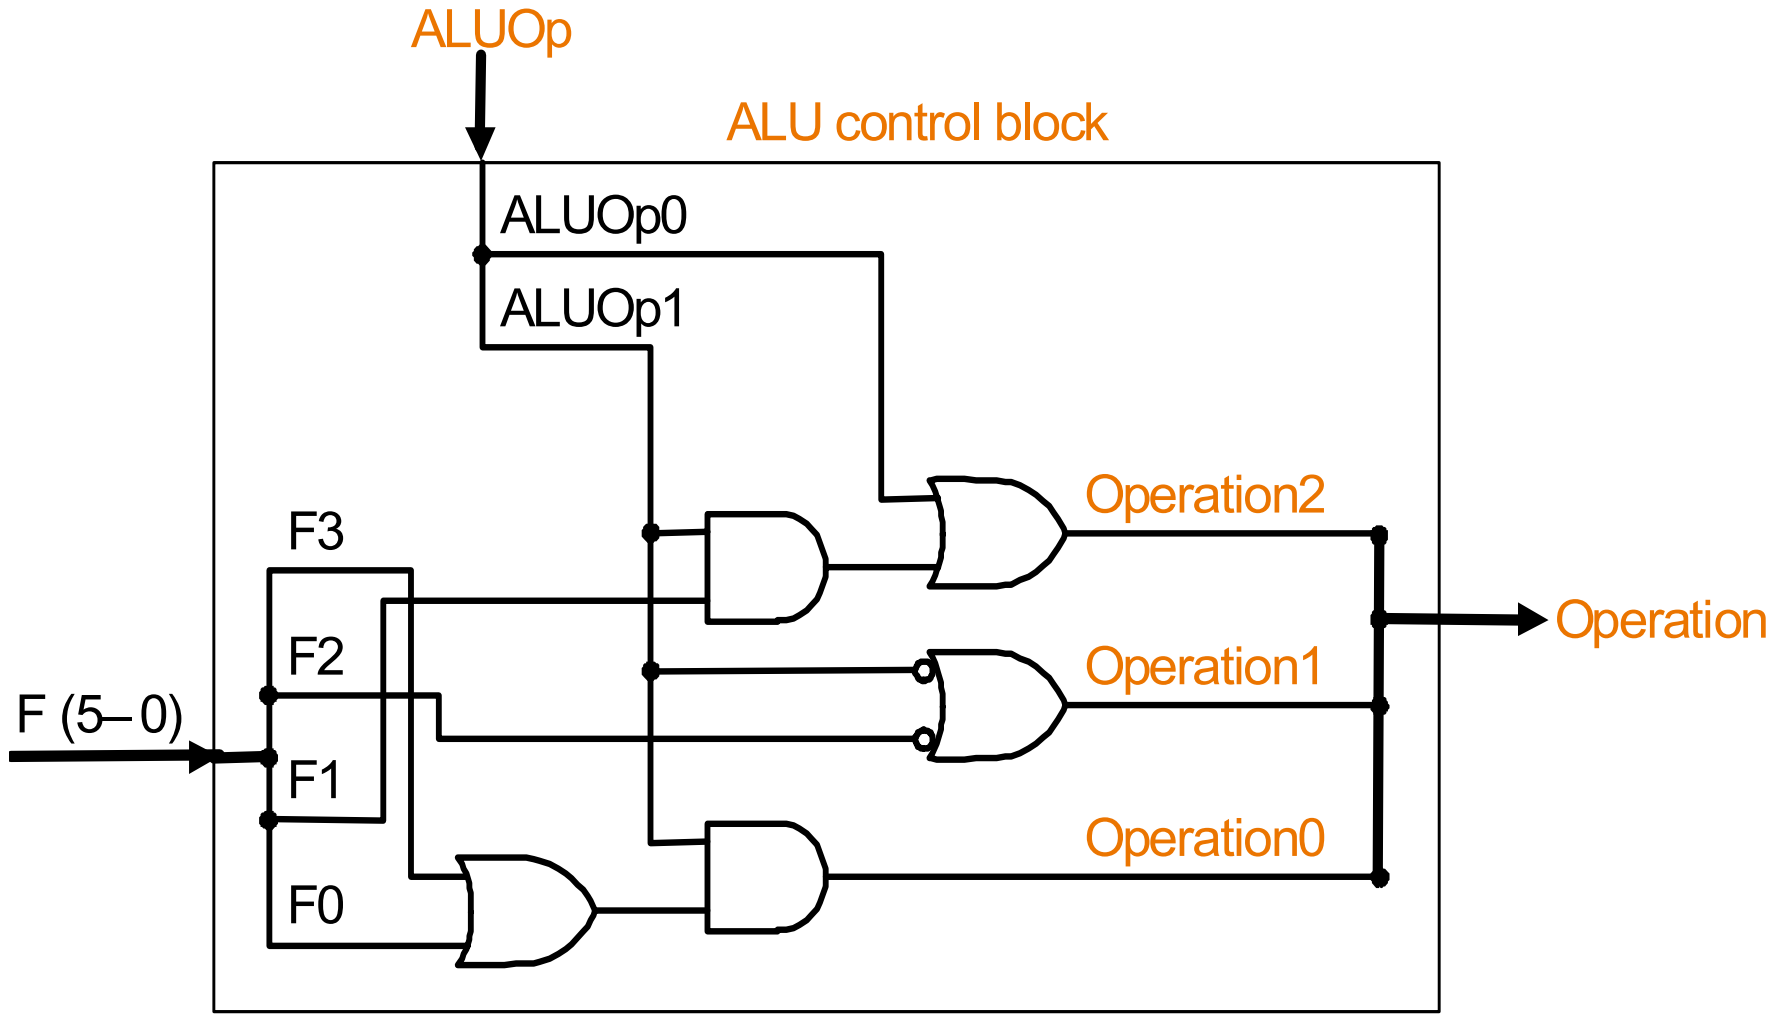 ALUOp
ALU control block
ALUOp0
ALUOp1
Operation2
F3
Operation
F2
Operation1
F (5–0)
F1
Operation0
F0